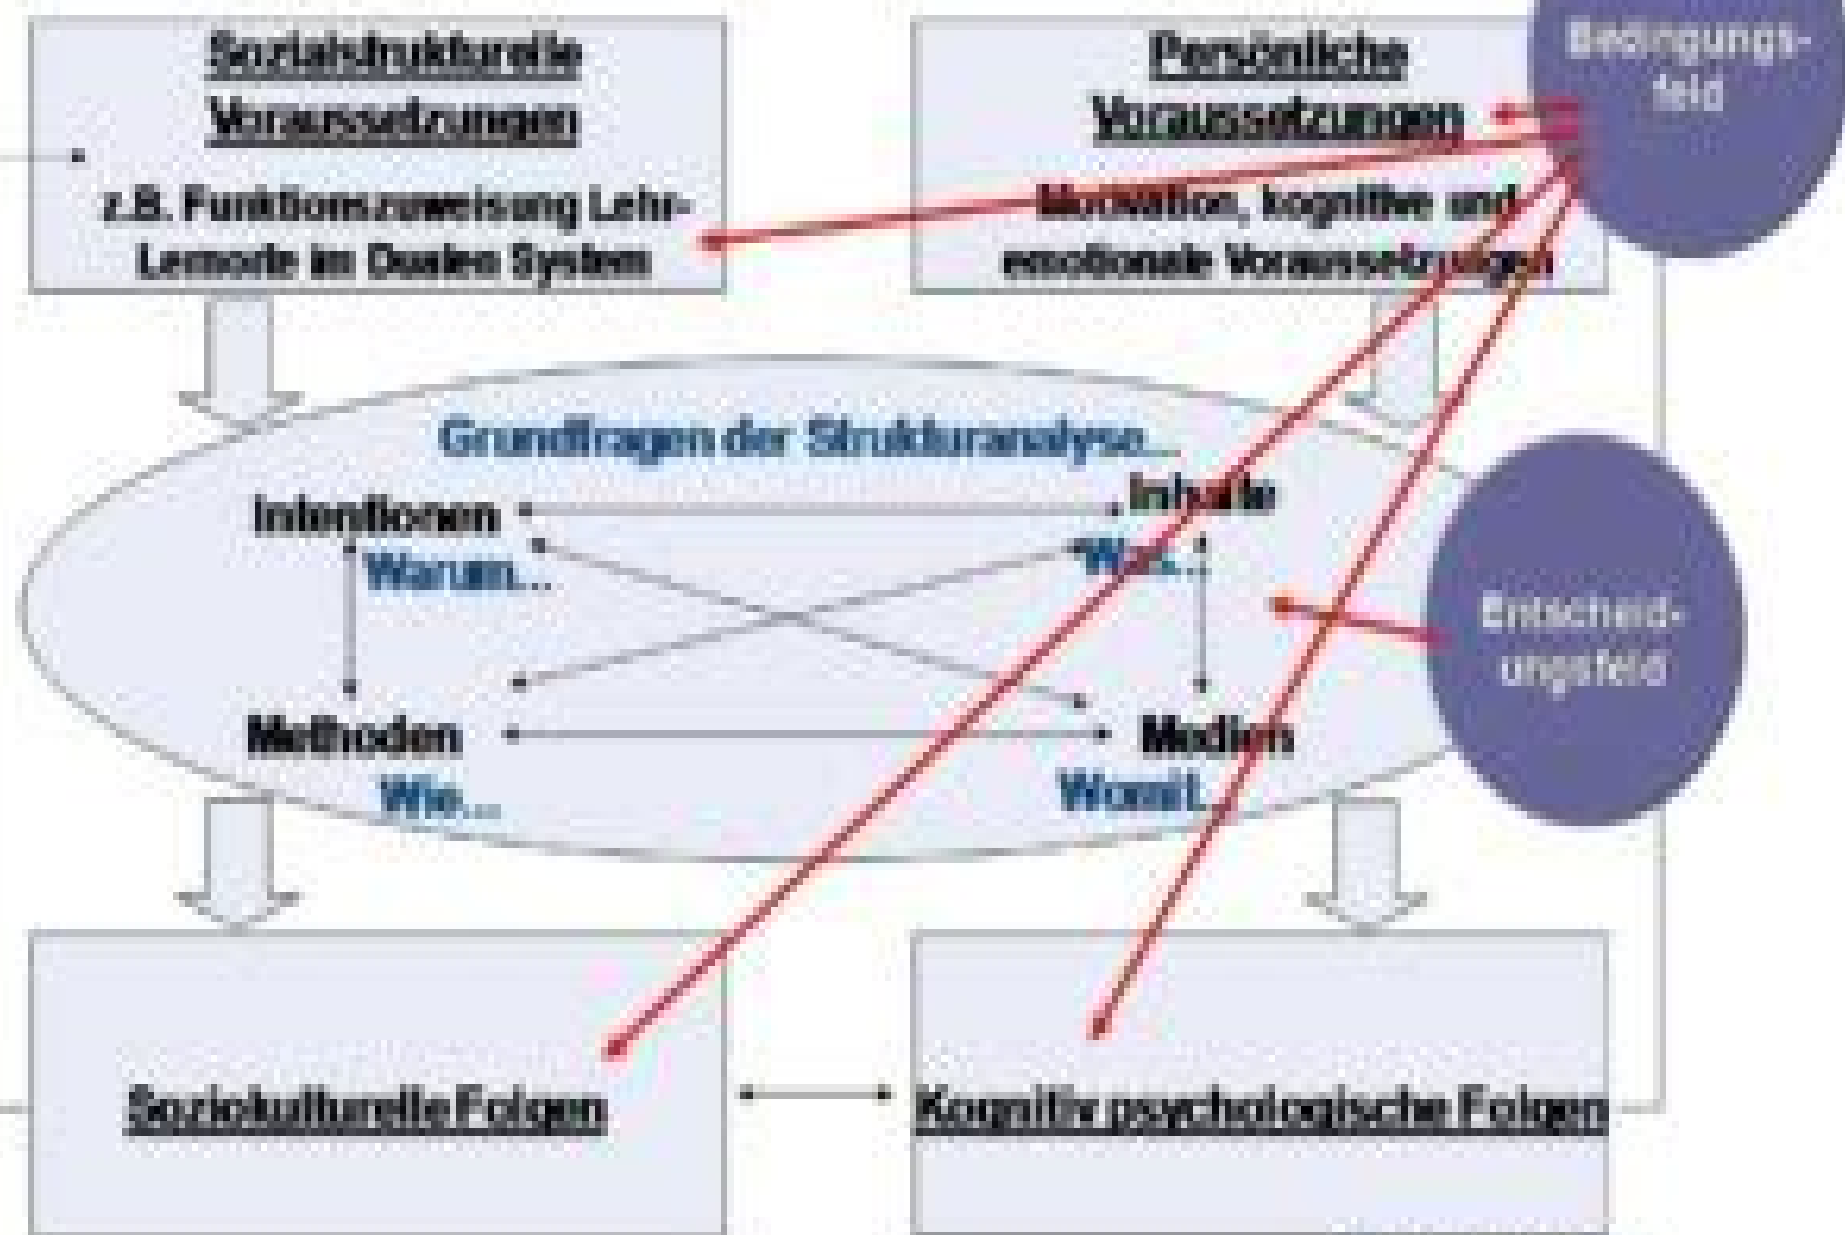 Sozialstrukturelle
Voraussetzungen
z.B. Funktionszuweisung Lehr-
Lernorte im Dualen System
Persönliche
Voraussetzungen
Motivation, kognitive und
emotionale Voraussetzungen
Bedingungs-
feld
Grundfragen der Strukturanalyse...
Intentionen
Warum...
Inhalte
Was...
Methoden
Wie...
Medien
Womit...
Entscheid-
ungsfeld
Soziokulturelle Folgen
Kognitiv psychologische Folgen